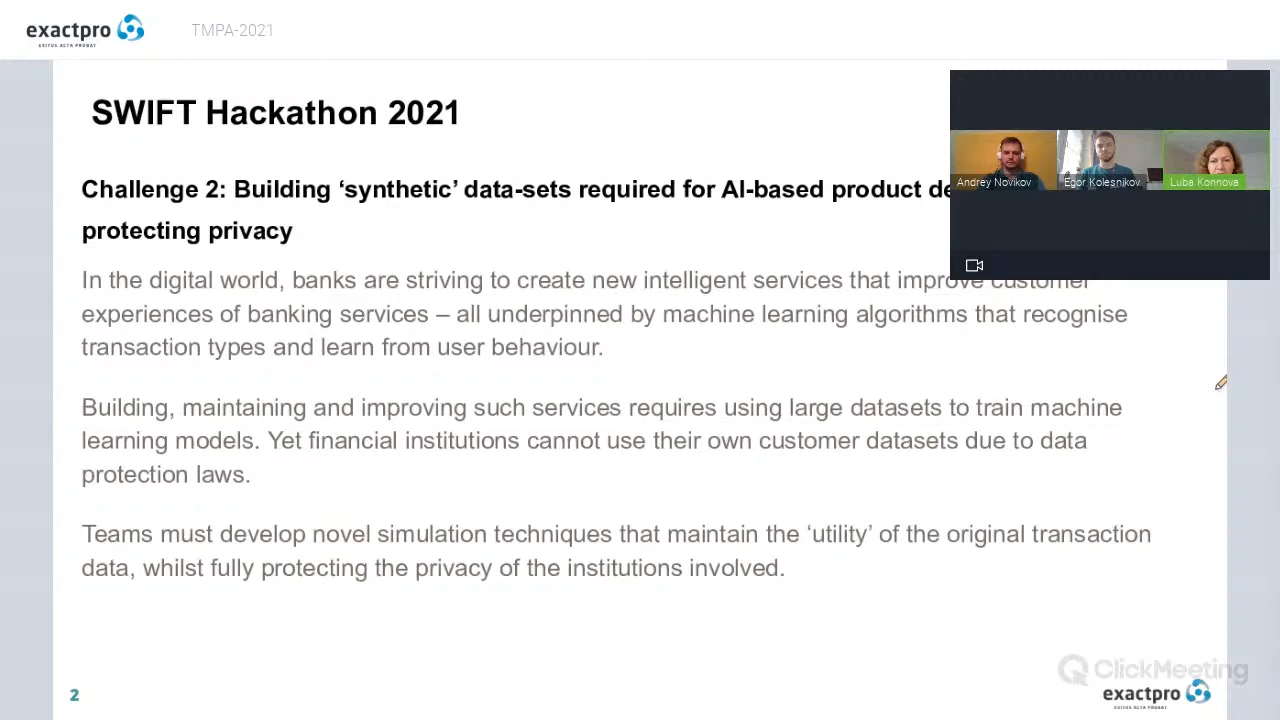 exactpro
EXITUS ACTA PROBAT
TMPA-2021
SWIFT Hackathon 2021
Challenge 2: Building ‘synthetic’ data-sets required for AI-based product
protecting privacy
In the digital world, banks are striving to create new intelligent services that improve customer
experiences of banking services – all underpinned by machine learning algorithms that recognise
transaction types and learn from user behaviour.
Building, maintaining and improving such services requires using large datasets to train machine
learning models. Yet financial institutions cannot use their own customer datasets due to data
protection laws.
Teams must develop novel simulation techniques that maintain the ‘utility’ of the original transaction
data, whilst fully protecting the privacy of the institutions involved.
Andrey Novikov
Egor Kolesnikov
Luba Konnova
2
ClickMeeting
exactpro
EXITUS ACTA PROBAT